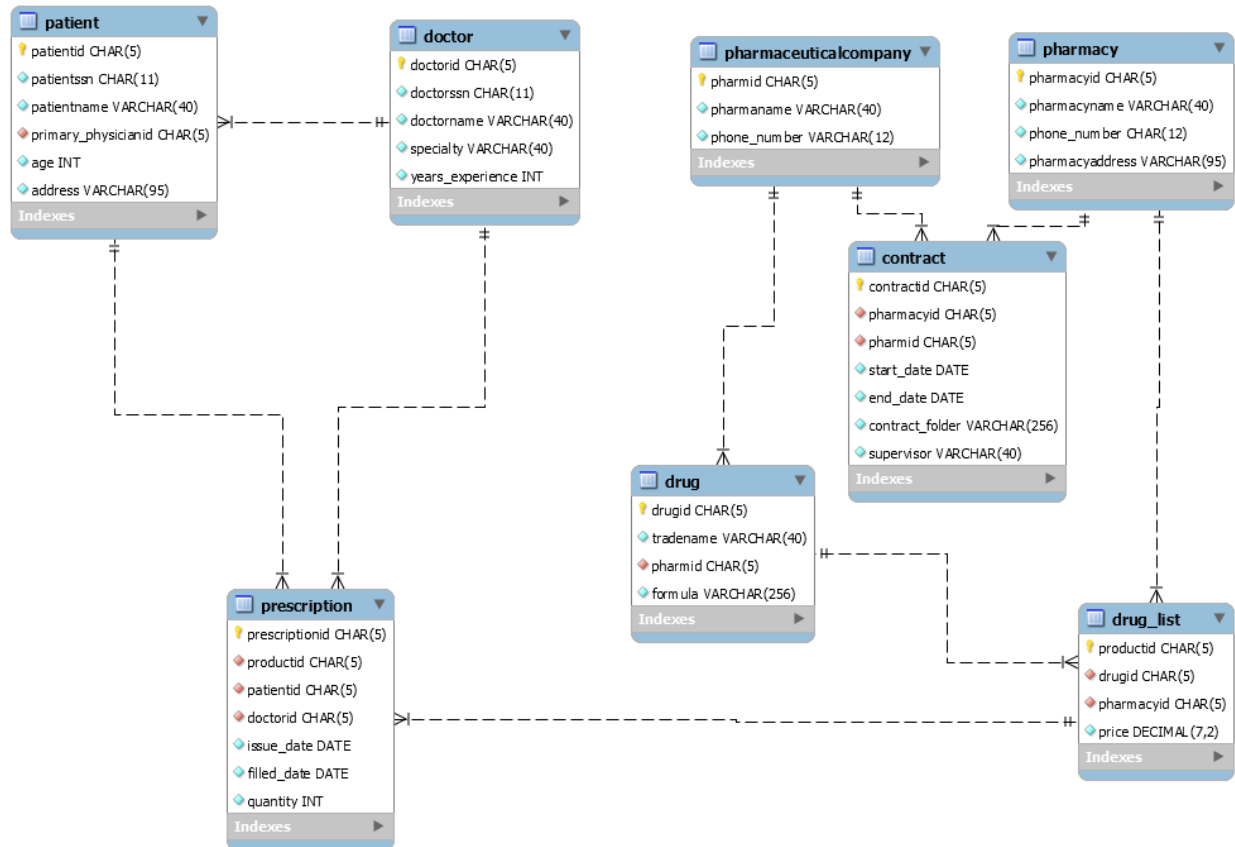 patient
patientid CHAR(5)
patientssn CHAR(11)
patientname VARCHAR(40)
primary_physicianid CHAR(5)
age INT
address VARCHAR(95)
Indexes
doctor
doctorid CHAR(5)
doctorssn CHAR(11)
doctorname VARCHAR(40)
specialty VARCHAR(40)
years_experience INT
Indexes
pharmaceuticalcompany
pharmid CHAR(5)
pharmaname VARCHAR(40)
phone_number VARCHAR(12)
Indexes
pharmacy
pharmacyid CHAR(5)
pharmacyname VARCHAR(40)
phone_number CHAR(12)
pharmacyaddress VARCHAR(95)
Indexes
contract
contractid CHAR(5)
pharmacyid CHAR(5)
pharmid CHAR(5)
start_date DATE
end_date DATE
contract_folder VARCHAR(256)
supervisor VARCHAR(40)
Indexes
drug
drugid CHAR(5)
tradename VARCHAR(40)
pharmid CHAR(5)
formula VARCHAR(256)
Indexes
prescription
prescriptionid CHAR(5)
productid CHAR(5)
patientid CHAR(5)
doctorid CHAR(5)
issue_date DATE
filled_date DATE
quantity INT
Indexes
drug_list
productid CHAR(5)
drugid CHAR(5)
pharmacyid CHAR(5)
price DECIMAL(7,2)
Indexes